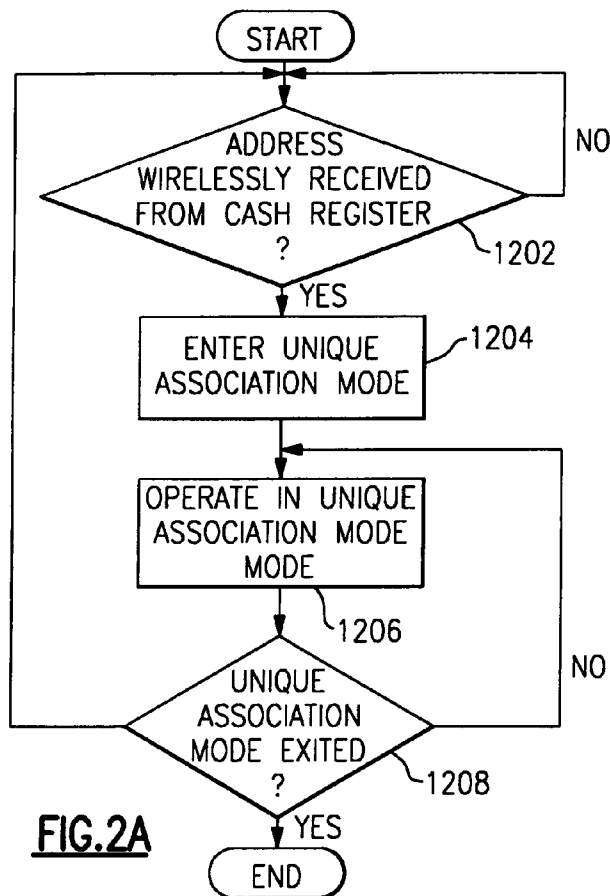 START
ADDRESS
WIRELESSLY RECEIVED
FROM CASH REGISTER
?
NO
1202
YES
ENTER UNIQUE
ASSOCIATION MODE
1204
OPERATE IN UNIQUE
ASSOCIATION MODE
MODE
1206
UNIQUE
ASSOCIATION
MODE EXITED
?
NO
1208
YES
FIG.2A
END